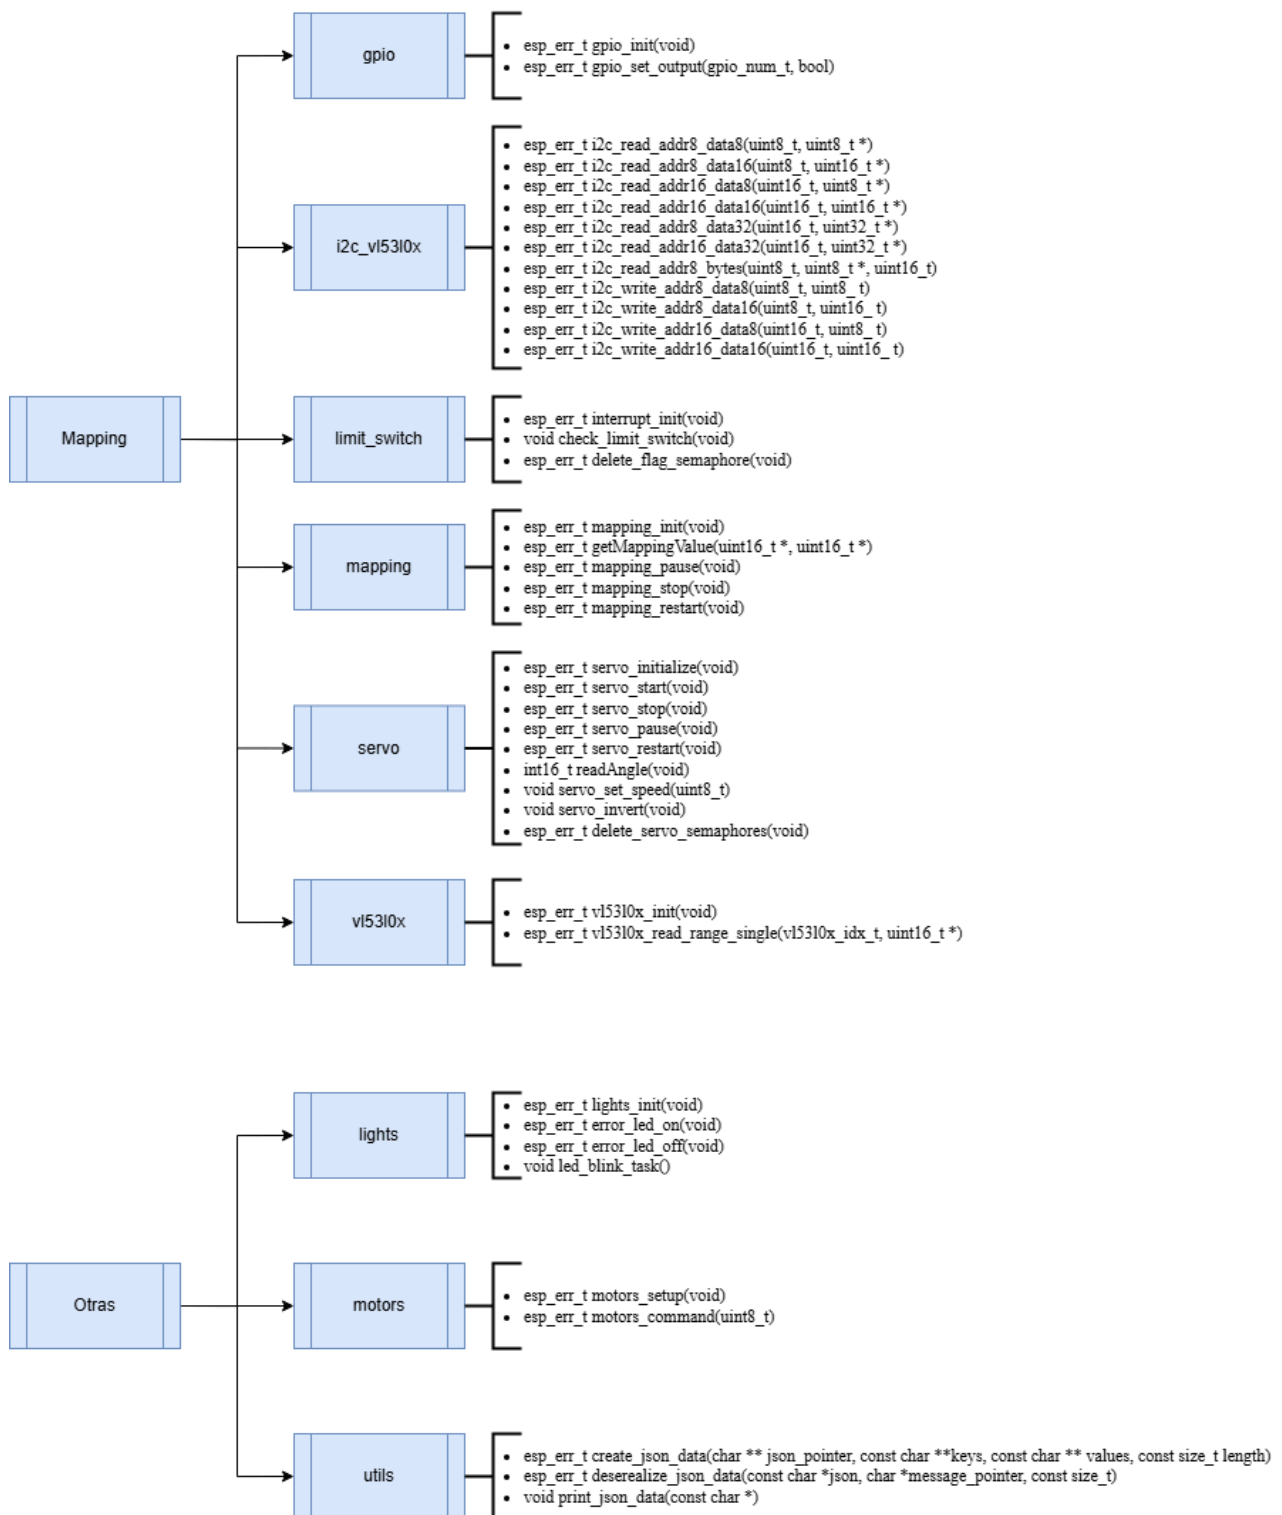 gpio
• esp_err_t gpio_init(void)
• esp_err_t gpio_set_output(gpio_num_t, bool)
i2c_vl53l0x
• esp_err_t i2c_read_addr8_data8(uint8_t, uint8_t *)
• esp_err_t i2c_read_addr8_data16(uint8_t, uint16_t *)
• esp_err_t i2c_read_addr16_data8(uint16_t, uint8_t *)
• esp_err_t i2c_read_addr16_data16(uint16_t, uint16_t *)
• esp_err_t i2c_read_addr8_data32(uint16_t, uint32_t *)
• esp_err_t i2c_read_addr16_data32(uint16_t, uint32_t *)
• esp_err_t i2c_read_addr8_bytes(uint8_t, uint8_t *, uint16_t)
• esp_err_t i2c_write_addr8_data8(uint8_t, uint8_ t)
• esp_err_t i2c_write_addr8_data16(uint8_t, uint16_ t)
• esp_err_t i2c_write_addr16_data8(uint16_t, uint8_ t)
• esp_err_t i2c_write_addr16_data16(uint16_t, uint16_ t)
Mapping
limit_switch
• esp_err_t interrupt_init(void)
• void check_limit_switch(void)
• esp_err_t delete_flag_semaphore(void)
mapping
• esp_err_t mapping_init(void)
• esp_err_t getMappingValue(uint16_t *, uint16_t *)
• esp_err_t mapping_pause(void)
• esp_err_t mapping_stop(void)
• esp_err_t mapping_restart(void)
servo
• esp_err_t servo_initialize(void)
• esp_err_t servo_start(void)
• esp_err_t servo_stop(void)
• esp_err_t servo_pause(void)
• esp_err_t servo_restart(void)
• int16_t readAngle(void)
• void servo_set_speed(uint8_t)
• void servo_invert(void)
• esp_err_t delete_servo_semaphores(void)
vl53l0x
• esp_err_t vl53l0x_init(void)
• esp_err_t vl53l0x_read_range_single(vl53l0x_idx_t, uint16_t *)
lights
• esp_err_t lights_init(void)
• esp_err_t error_led_on(void)
• esp_err_t error_led_off(void)
• void led_blink_task()
Otras
motors
• esp_err_t motors_setup(void)
• esp_err_t motors_command(uint8_t)
utils
• esp_err_t create_json_data(char ** json_pointer, const char **keys, const char ** values, const size_t length)
• esp_err_t deserealize_json_data(const char *json, char *message_pointer, const size_t)
• void print_json_data(const char *)